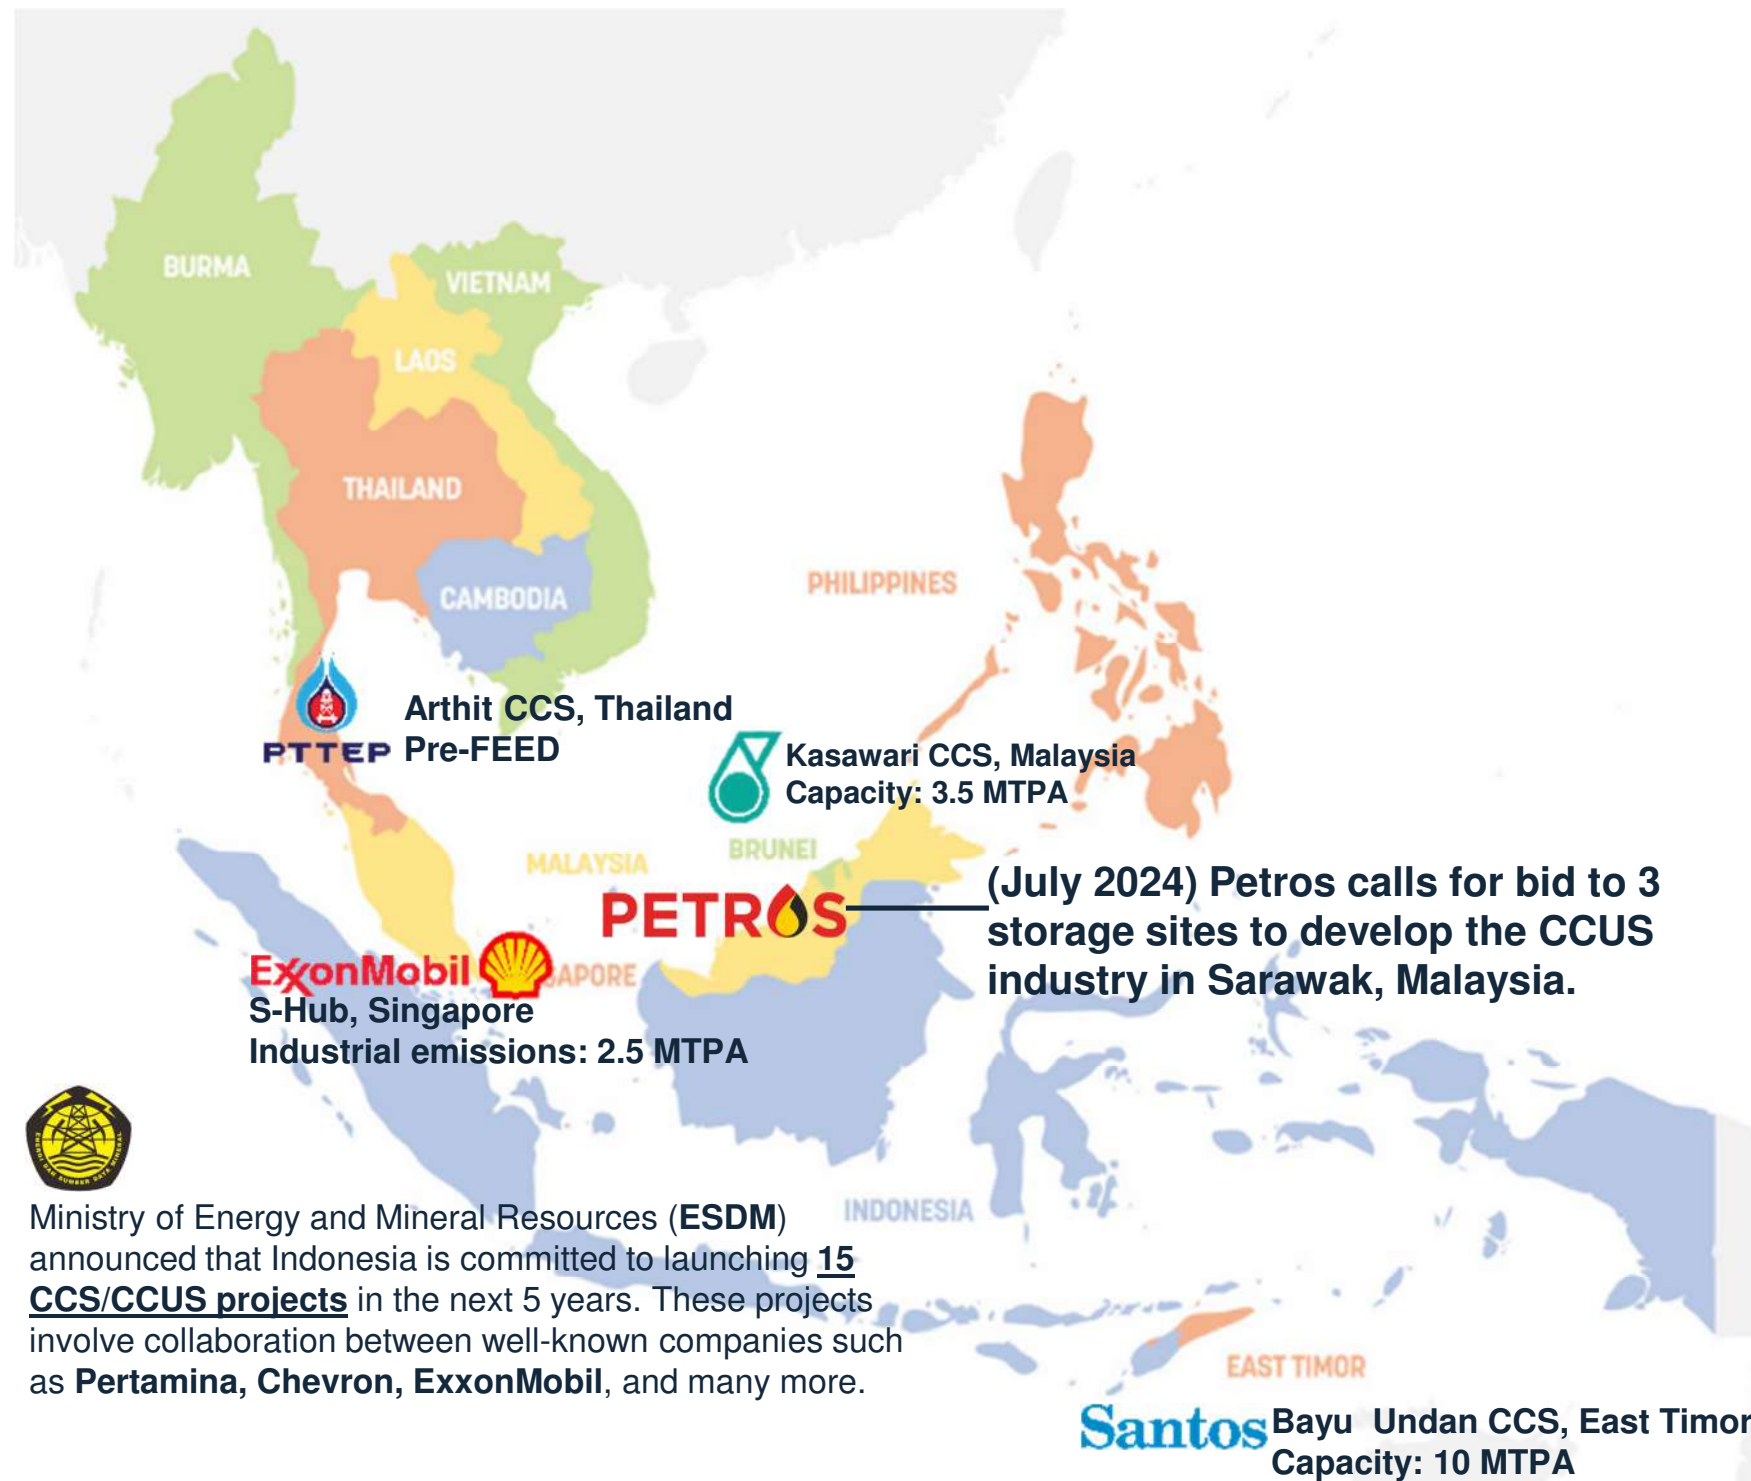 BURMA
VIETNAM
LAOS
THAILAND
CAMBODIA
PHILIPPINES
PTTEP
Arthit CCS, Thailand
Pre-FEED
Kasawari CCS, Malaysia
Capacity: 3.5 MTPA
MALAYSIA
BRUNEI
PETROS
(July 2024) Petros calls for bid to 3
storage sites to develop the CCUS
industry in Sarawak, Malaysia.
ExxonMobil
APORE
S-Hub, Singapore
Industrial emissions: 2.5 MTPA
ENERGI DAN SUMBER DAYA MINERAL
Ministry of Energy and Mineral Resources (ESDM)
announced that Indonesia is committed to launching 15
CCS/CCUS projects in the next 5 years. These projects
involve collaboration between well-known companies such
as Pertamina, Chevron, ExxonMobil, and many more.
INDONESIA
EAST TIMOR
Santos
Bayu Undan CCS, East Timor
Capacity: 10 MTPA